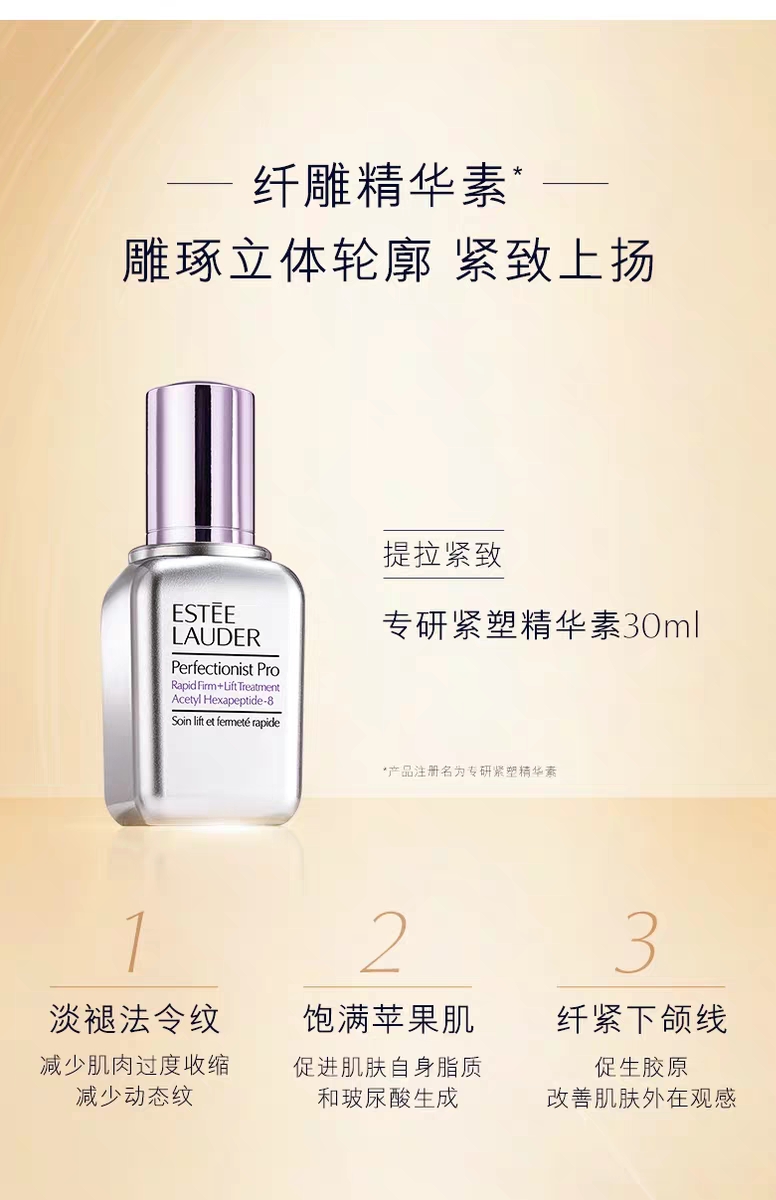 纤雕精华素*
雕琢立体轮廓 紧致上扬
ESTĒE
LAUDER
Perfectionist Pro
Rapid Firm+Lift Treatment
Acetyl Hexapeptide-8
Soin lift et fermeté rapide
提拉紧致
专研紧塑精华素30ml
*产品注册名为专研紧塑精华素
1
淡褪法令纹
减少肌肉过度收缩
减少动态纹
2
饱满苹果肌
促进肌肤自身脂质
和玻尿酸生成
3
纤紧下颌线
促生胶原
改善肌肤外在观感